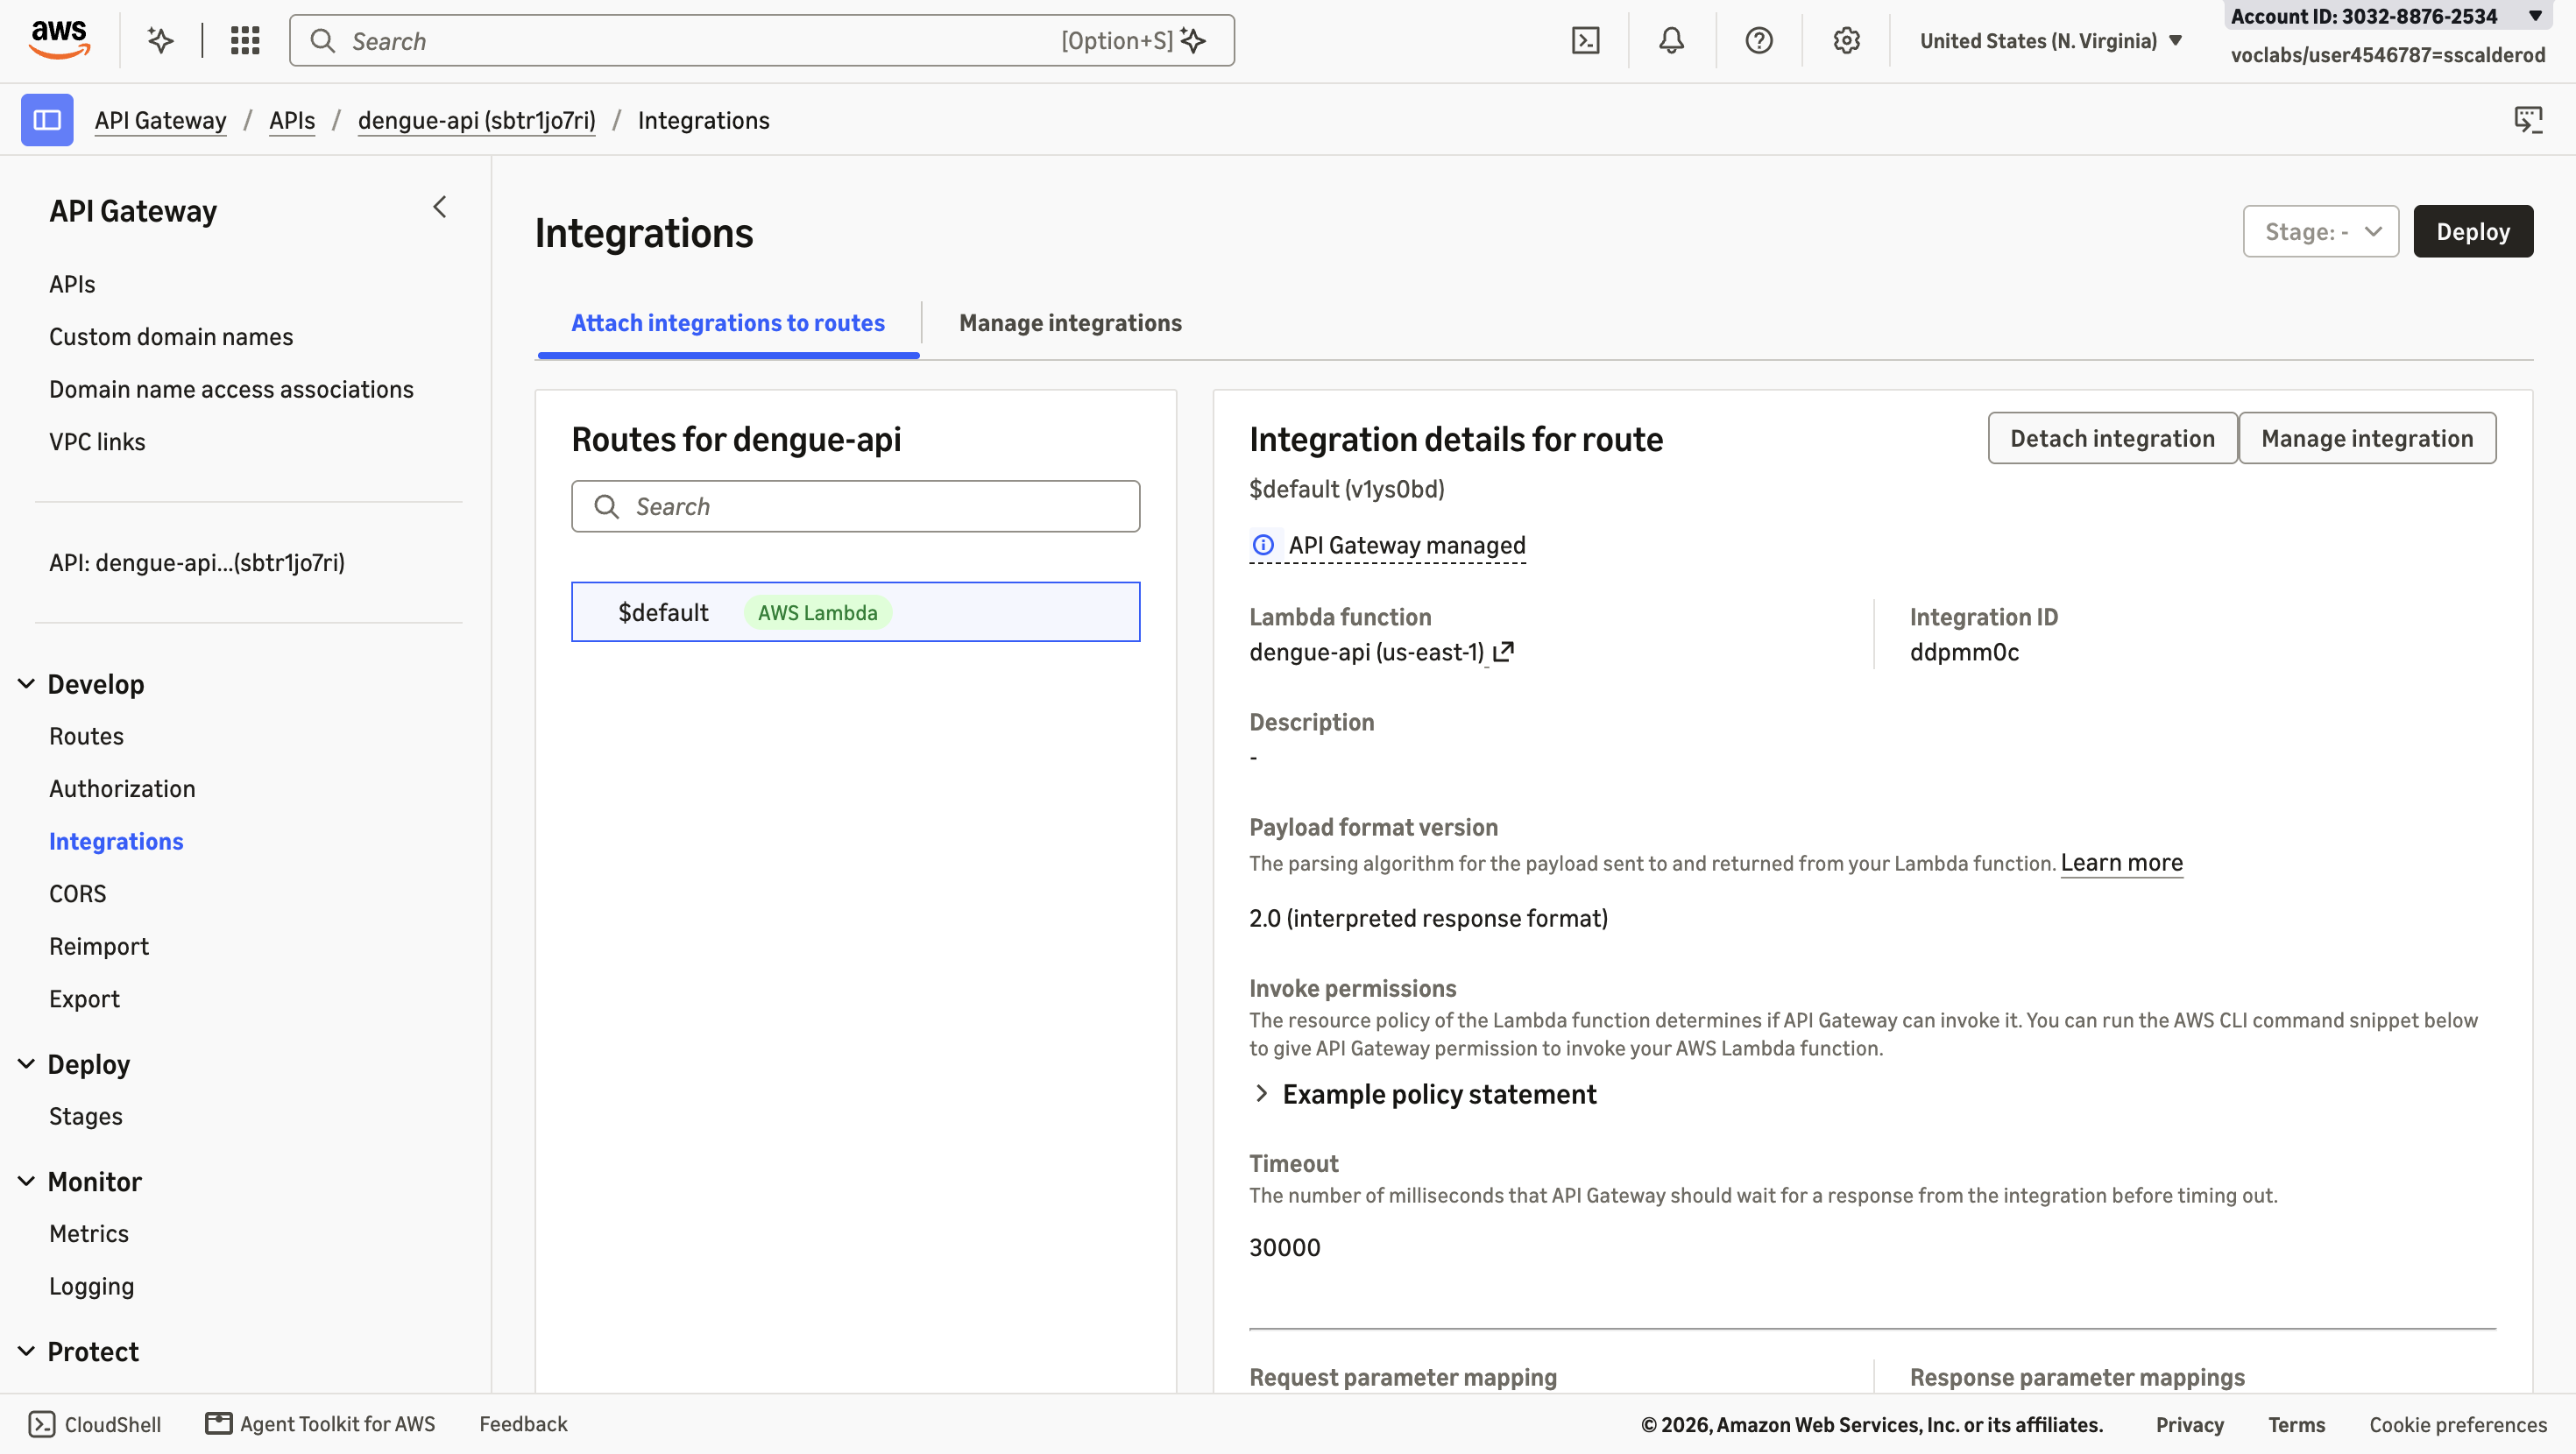 aws
Search
[Option+S]
United States (N. Virginia)
Account ID: 3032-8876-2534
voclabs/user4546787=sscalderod
API Gateway / APIs / dengue-api (sbtr1jo7ri) / Integrations
API Gateway
APIs
Custom domain names
Domain name access associations
VPC links
API: dengue-api...(sbtr1jo7ri)
Develop
Routes
Authorization
Integrations
CORS
Reimport
Export
Deploy
Stages
Monitor
Metrics
Logging
Protect
Integrations
Stage: -
Deploy
Attach integrations to routes
Manage integrations
Routes for dengue-api
Search
$default AWS Lambda
Integration details for route
Detach integration
Manage integration
$default (v1ys0bd)
API Gateway managed
Lambda function
dengue-api (us-east-1)
Integration ID
ddpmm0c
Description
-
Payload format version
The parsing algorithm for the payload sent to and returned from your Lambda function. Learn more
2.0 (interpreted response format)
Invoke permissions
The resource policy of the Lambda function determines if API Gateway can invoke it. You can run the AWS CLI command snippet below
to give API Gateway permission to invoke your AWS Lambda function.
Example policy statement
Timeout
The number of milliseconds that API Gateway should wait for a response from the integration before timing out.
30000
Request parameter mapping
Response parameter mappings
CloudShell
Agent Toolkit for AWS
Feedback
© 2026, Amazon Web Services, Inc. or its affiliates.
Privacy
Terms
Cookie preferences